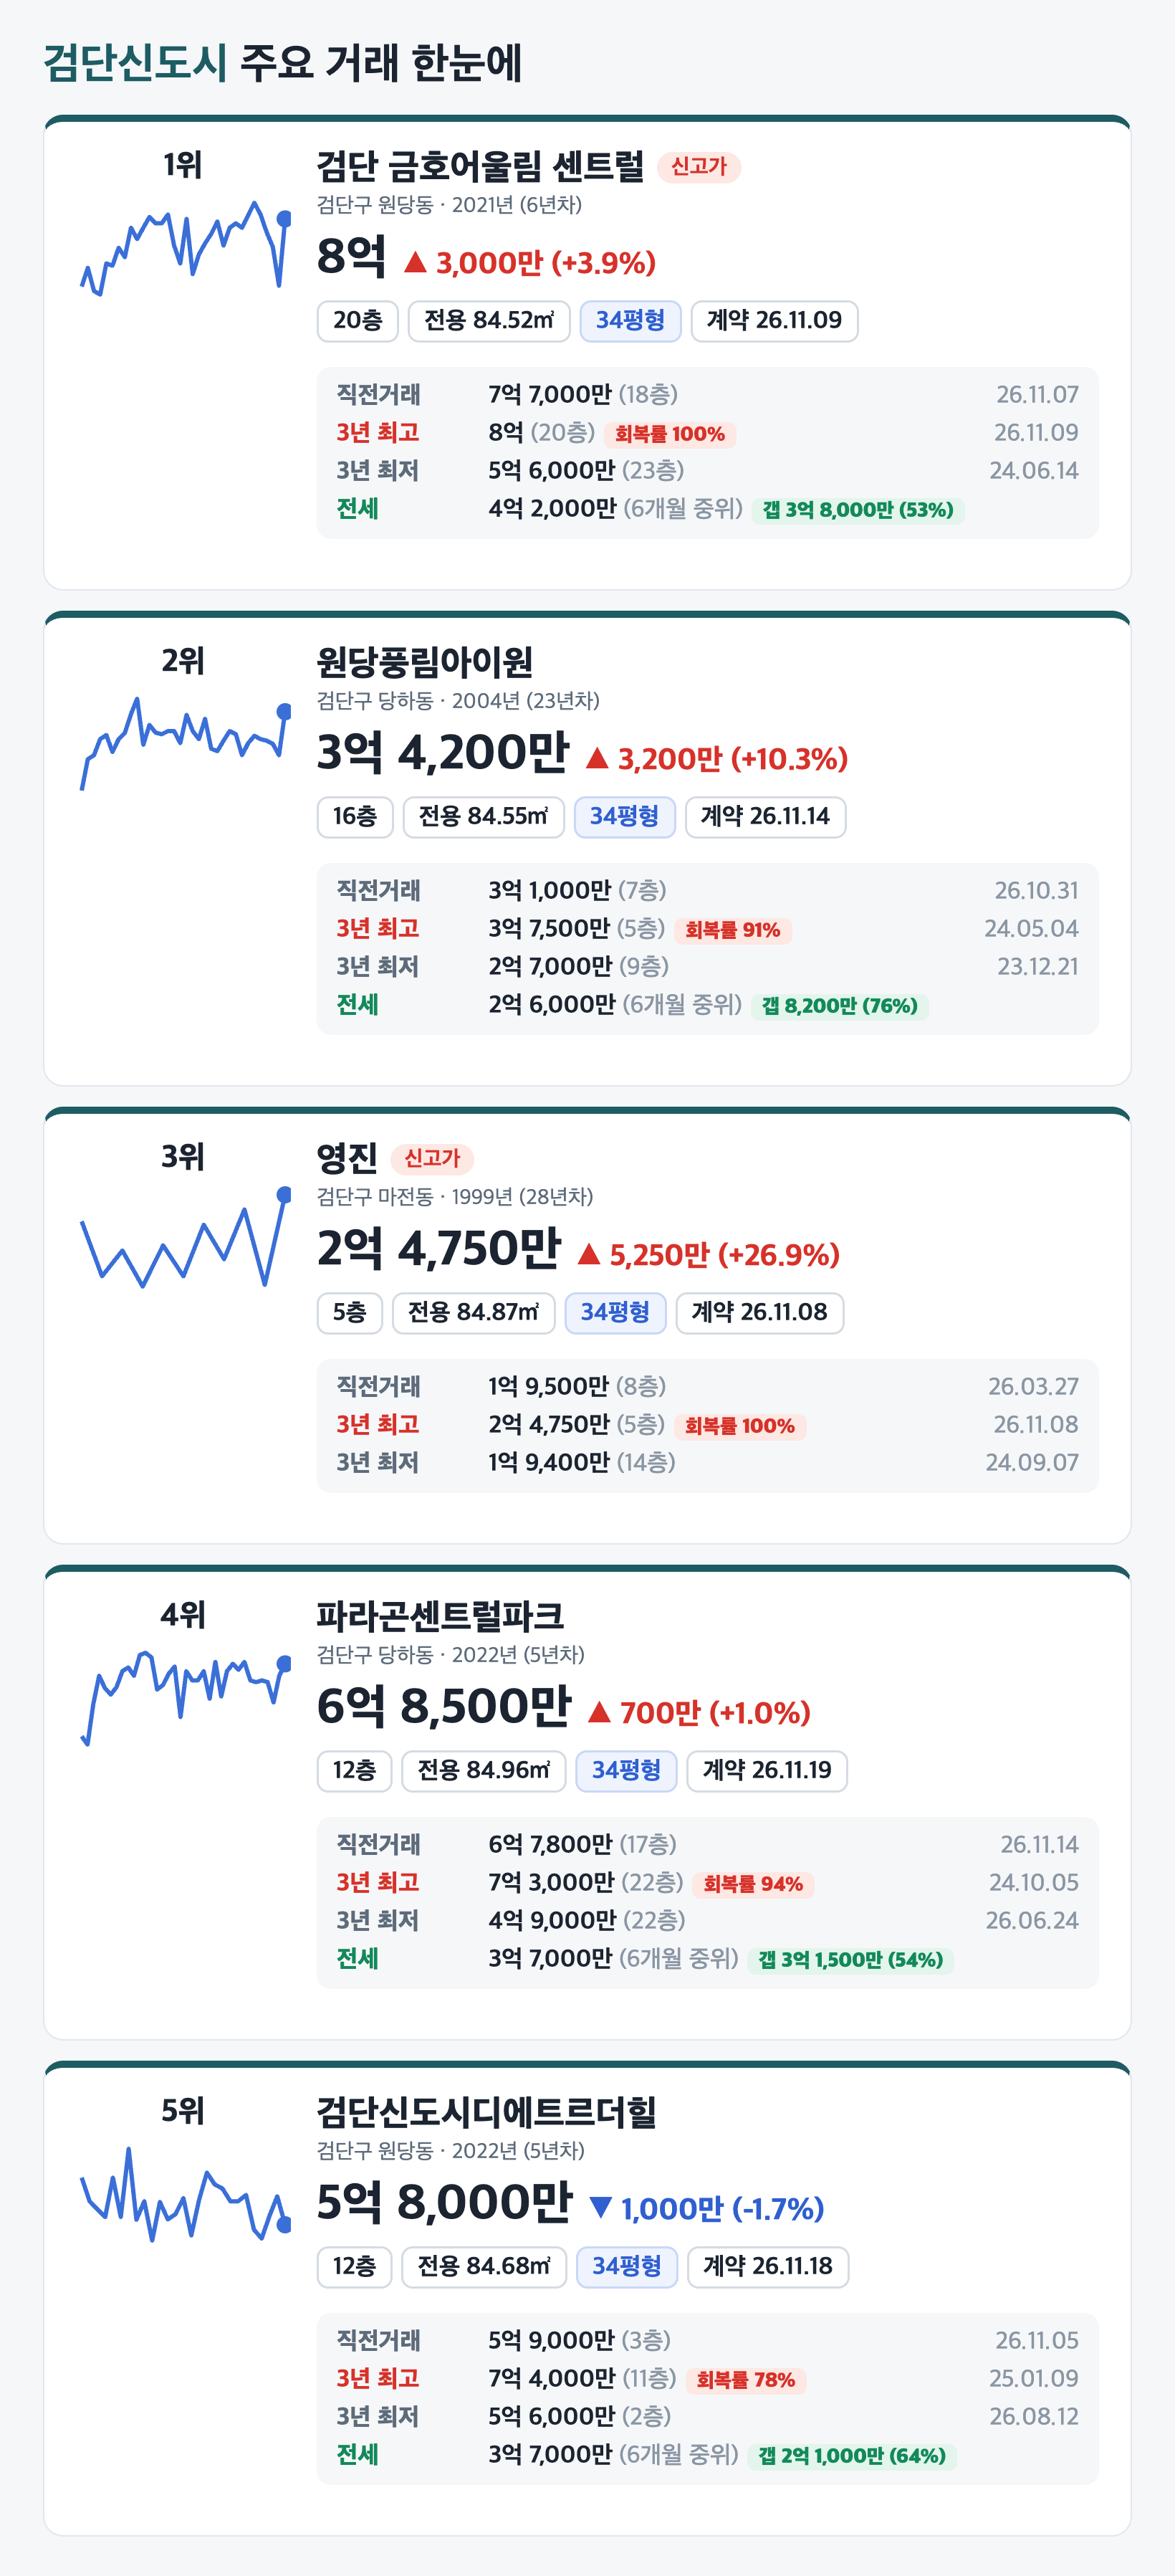 검단신도시 주요 거래 한눈에
1위
검단 금호어울림 센트럴 신고가
검단구 원당동 · 2021년 (6년차)
8억 ▲ 3,000만 (+3.9%)
20층 전용 84.52㎡ 34평형 계약 26.11.09
직전거래 7억 7,000만 (18층) 26.11.07
3년 최고 8억 (20층) 회복률 100% 26.11.09
3년 최저 5억 6,000만 (23층) 24.06.14
전세 4억 2,000만 (6개월 중위) 갭 3억 8,000만 (53%)
2위
원당풍림아이원
검단구 당하동 · 2004년 (23년차)
3억 4,200만 ▲ 3,200만 (+10.3%)
16층 전용 84.55㎡ 34평형 계약 26.11.14
직전거래 3억 1,000만 (7층) 26.10.31
3년 최고 3억 7,500만 (5층) 회복률 91% 24.05.04
3년 최저 2억 7,000만 (9층) 23.12.21
전세 2억 6,000만 (6개월 중위) 갭 8,200만 (76%)
3위
영진 신고가
검단구 마전동 · 1999년 (28년차)
2억 4,750만 ▲ 5,250만 (+26.9%)
5층 전용 84.87㎡ 34평형 계약 26.11.08
직전거래 1억 9,500만 (8층) 26.03.27
3년 최고 2억 4,750만 (5층) 회복률 100% 26.11.08
3년 최저 1억 9,400만 (14층) 24.09.07
4위
파라곤센트럴파크
검단구 당하동 · 2022년 (5년차)
6억 8,500만 ▲ 700만 (+1.0%)
12층 전용 84.96㎡ 34평형 계약 26.11.19
직전거래 6억 7,800만 (17층) 26.11.14
3년 최고 7억 3,000만 (22층) 회복률 94% 24.10.05
3년 최저 4억 9,000만 (22층) 26.06.24
전세 3억 7,000만 (6개월 중위) 갭 3억 1,500만 (54%)
5위
검단신도시디에트르더힐
검단구 원당동 · 2022년 (5년차)
5억 8,000만 ▼ 1,000만 (-1.7%)
12층 전용 84.68㎡ 34평형 계약 26.11.18
직전거래 5억 9,000만 (3층) 26.11.05
3년 최고 7억 4,000만 (11층) 회복률 78% 25.01.09
3년 최저 5억 6,000만 (2층) 26.08.12
전세 3억 7,000만 (6개월 중위) 갭 2억 1,000만 (64%)